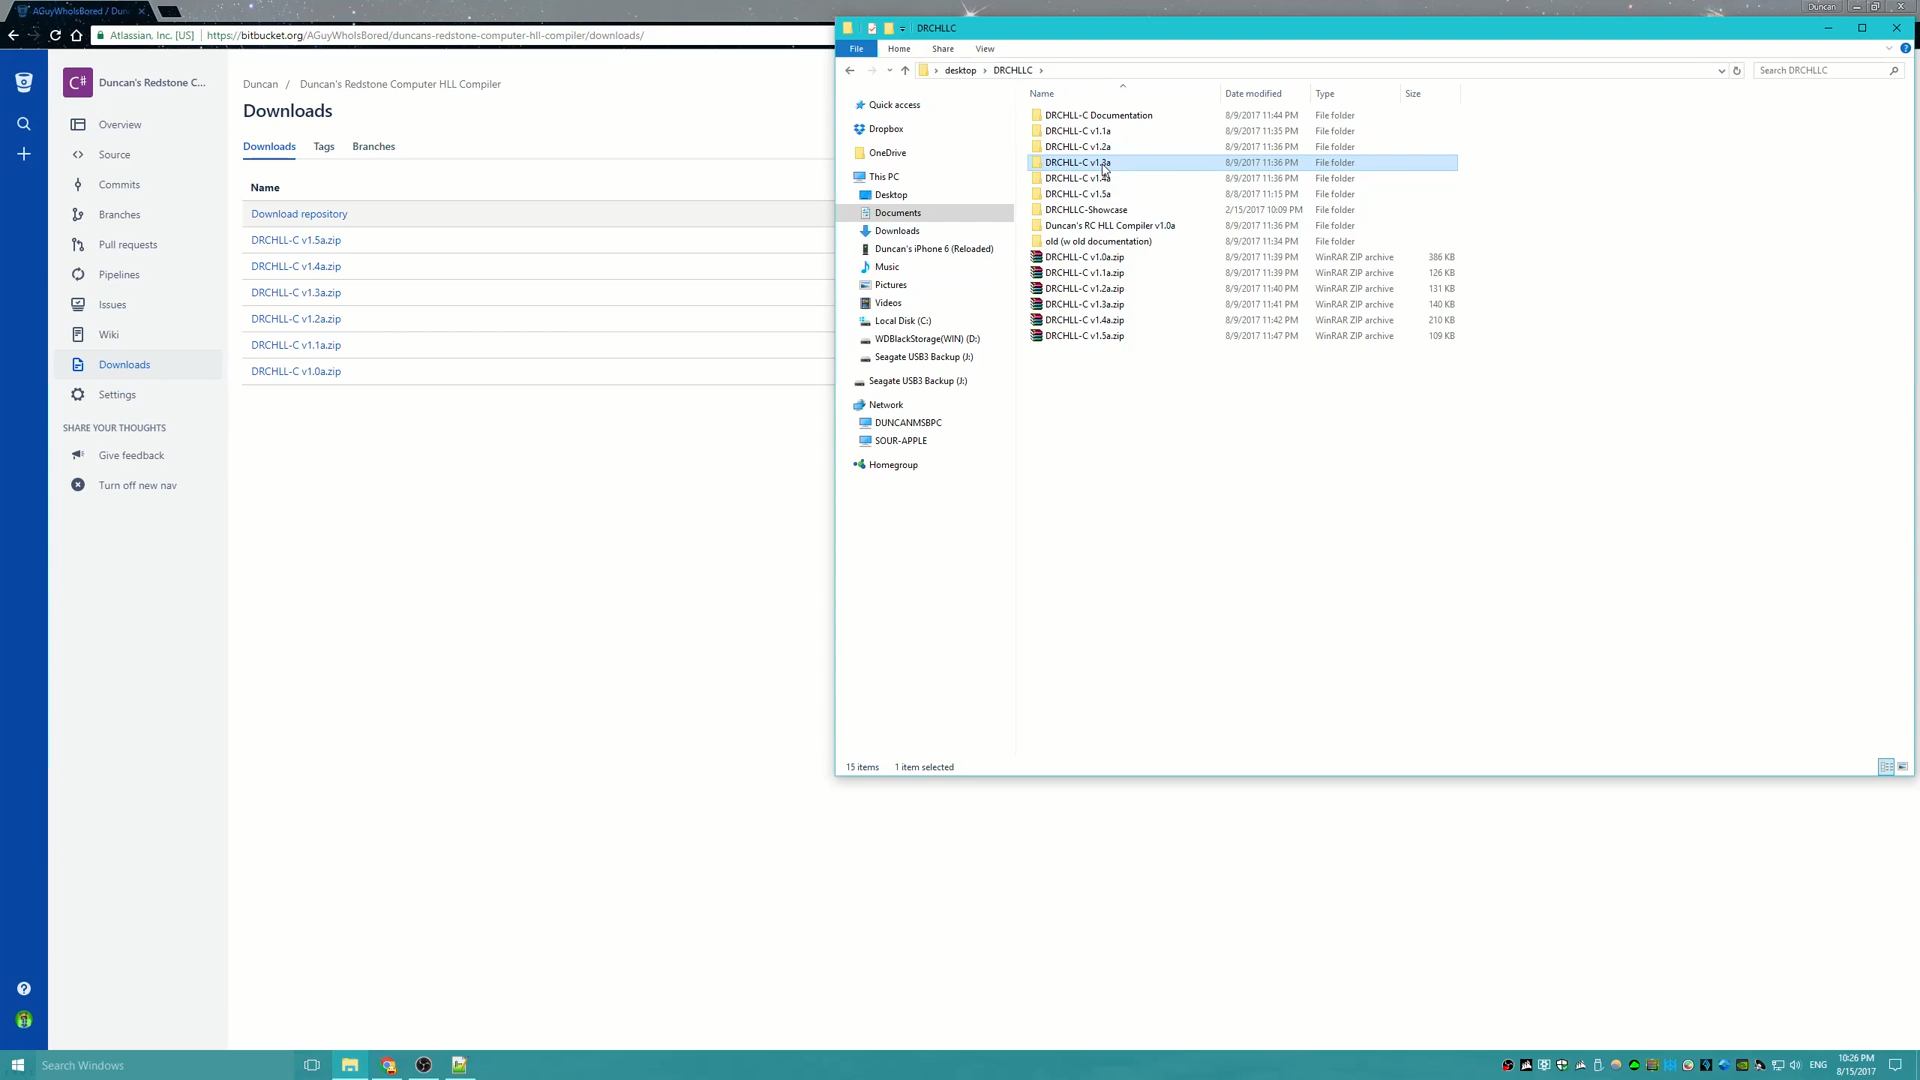 AGuyWhoIsBored / Dun
Duncan
Atlassian, Inc. [US]
https://bitbucket.org/AGuyWhoIsBored/duncans-redstone-computer-hll-compiler/downloads/
Duncan's Redstone C...
Overview
Source
Commits
Branches
Pull requests
Pipelines
Issues
Wiki
Downloads
Settings
SHARE YOUR THOUGHTS
Give feedback
Turn off new nav
Duncan / Duncan's Redstone Computer HLL Compiler
Downloads
Downloads Tags Branches
Name
Download repository
DRCHLL-C v1.5a.zip
DRCHLL-C v1.4a.zip
DRCHLL-C v1.3a.zip
DRCHLL-C v1.2a.zip
DRCHLL-C v1.1a.zip
DRCHLL-C v1.0a.zip
DRCHLLC
File Home Share View
desktop DRCHLLC
Search DRCHLLC
Quick access
Dropbox
OneDrive
This PC
Desktop
Documents
Downloads
Duncan's iPhone 6 (Reloaded)
Music
Pictures
Videos
Local Disk (C:)
WDBlackStorage(WIN) (D:)
Seagate USB3 Backup (J:)
Seagate USB3 Backup (J:)
Network
DUNCANMSBPC
SOUR-APPLE
Homegroup
Name Date modified Type Size
DRCHLL-C Documentation 8/9/2017 11:44 PM File folder
DRCHLL-C v1.1a 8/9/2017 11:35 PM File folder
DRCHLL-C v1.2a 8/9/2017 11:36 PM File folder
DRCHLL-C v1.3a 8/9/2017 11:36 PM File folder
DRCHLL-C v1.4a 8/9/2017 11:36 PM File folder
DRCHLL-C v1.5a 8/8/2017 11:15 PM File folder
DRCHLLC-Showcase 2/15/2017 10:09 PM File folder
Duncan's RC HLL Compiler v1.0a 8/9/2017 11:36 PM File folder
old (w old documentation) 8/9/2017 11:34 PM File folder
DRCHLL-C v1.0a.zip 8/9/2017 11:39 PM WinRAR ZIP archive 386 KB
DRCHLL-C v1.1a.zip 8/9/2017 11:39 PM WinRAR ZIP archive 126 KB
DRCHLL-C v1.2a.zip 8/9/2017 11:40 PM WinRAR ZIP archive 131 KB
DRCHLL-C v1.3a.zip 8/9/2017 11:41 PM WinRAR ZIP archive 140 KB
DRCHLL-C v1.4a.zip 8/9/2017 11:42 PM WinRAR ZIP archive 210 KB
DRCHLL-C v1.5a.zip 8/9/2017 11:47 PM WinRAR ZIP archive 109 KB
15 items 1 item selected
Search Windows
ENG
10:26 PM
8/15/2017